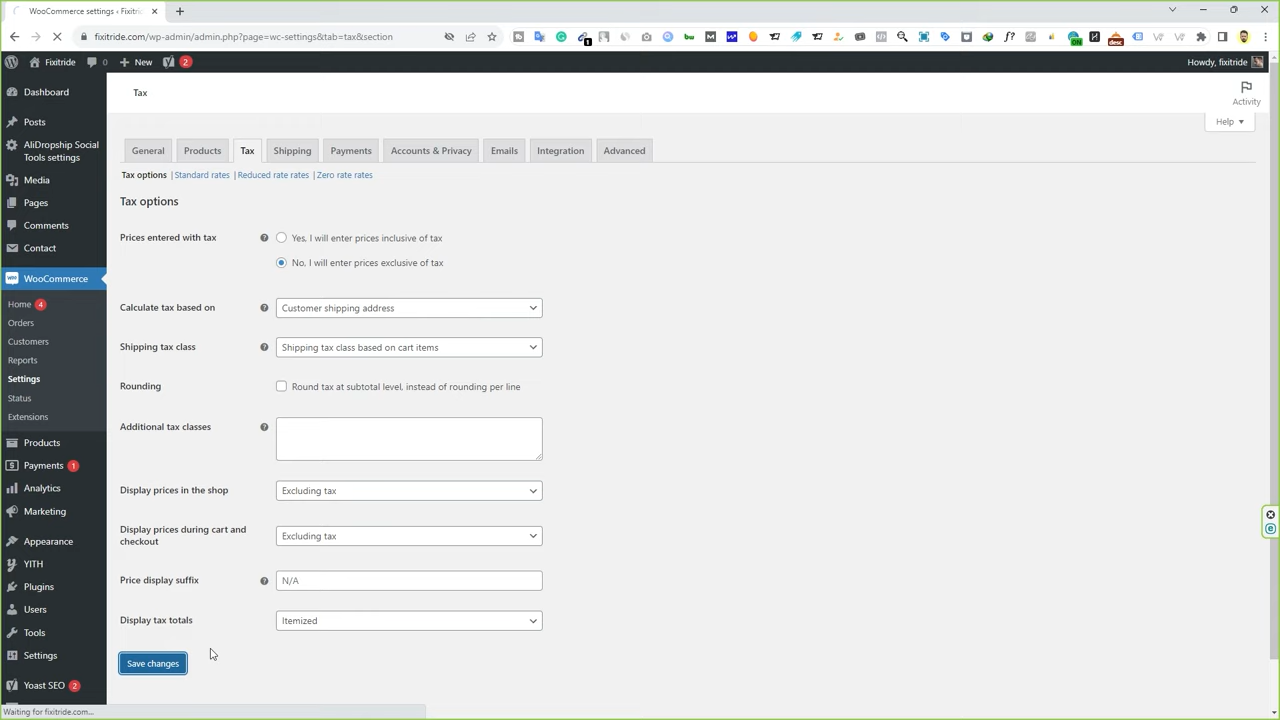 WooCommerce settings ‹ Fixitrid
fixitride.com/wp-admin/admin.php?page=wc-settings&tab=tax&section
1
ON
f?
desc
Fixitride
0
New
2
Howdy, fixitride
Dashboard
Posts
AliDropship Social
Tools settings
Media
Pages
Comments
Contact
WooCommerce
Home 4
Orders
Customers
Reports
Settings
Status
Extensions
Products
Payments 1
Analytics
Marketing
Appearance
YITH
Plugins
Users
Tools
Settings
Yoast SEO 2
Tax
Activity
Help
General
Products
Tax
Shipping
Payments
Accounts & Privacy
Emails
Integration
Advanced
Tax options | Standard rates | Reduced rate rates | Zero rate rates
Tax options
Prices entered with tax
Yes, I will enter prices inclusive of tax
No, I will enter prices exclusive of tax
Calculate tax based on
Customer shipping address
Shipping tax class
Shipping tax class based on cart items
Rounding
Round tax at subtotal level, instead of rounding per line
Additional tax classes
Display prices in the shop
Excluding tax
Display prices during cart and
checkout
Excluding tax
Price display suffix
N/A
Display tax totals
Itemized
Save changes
Waiting for fixitride.com...